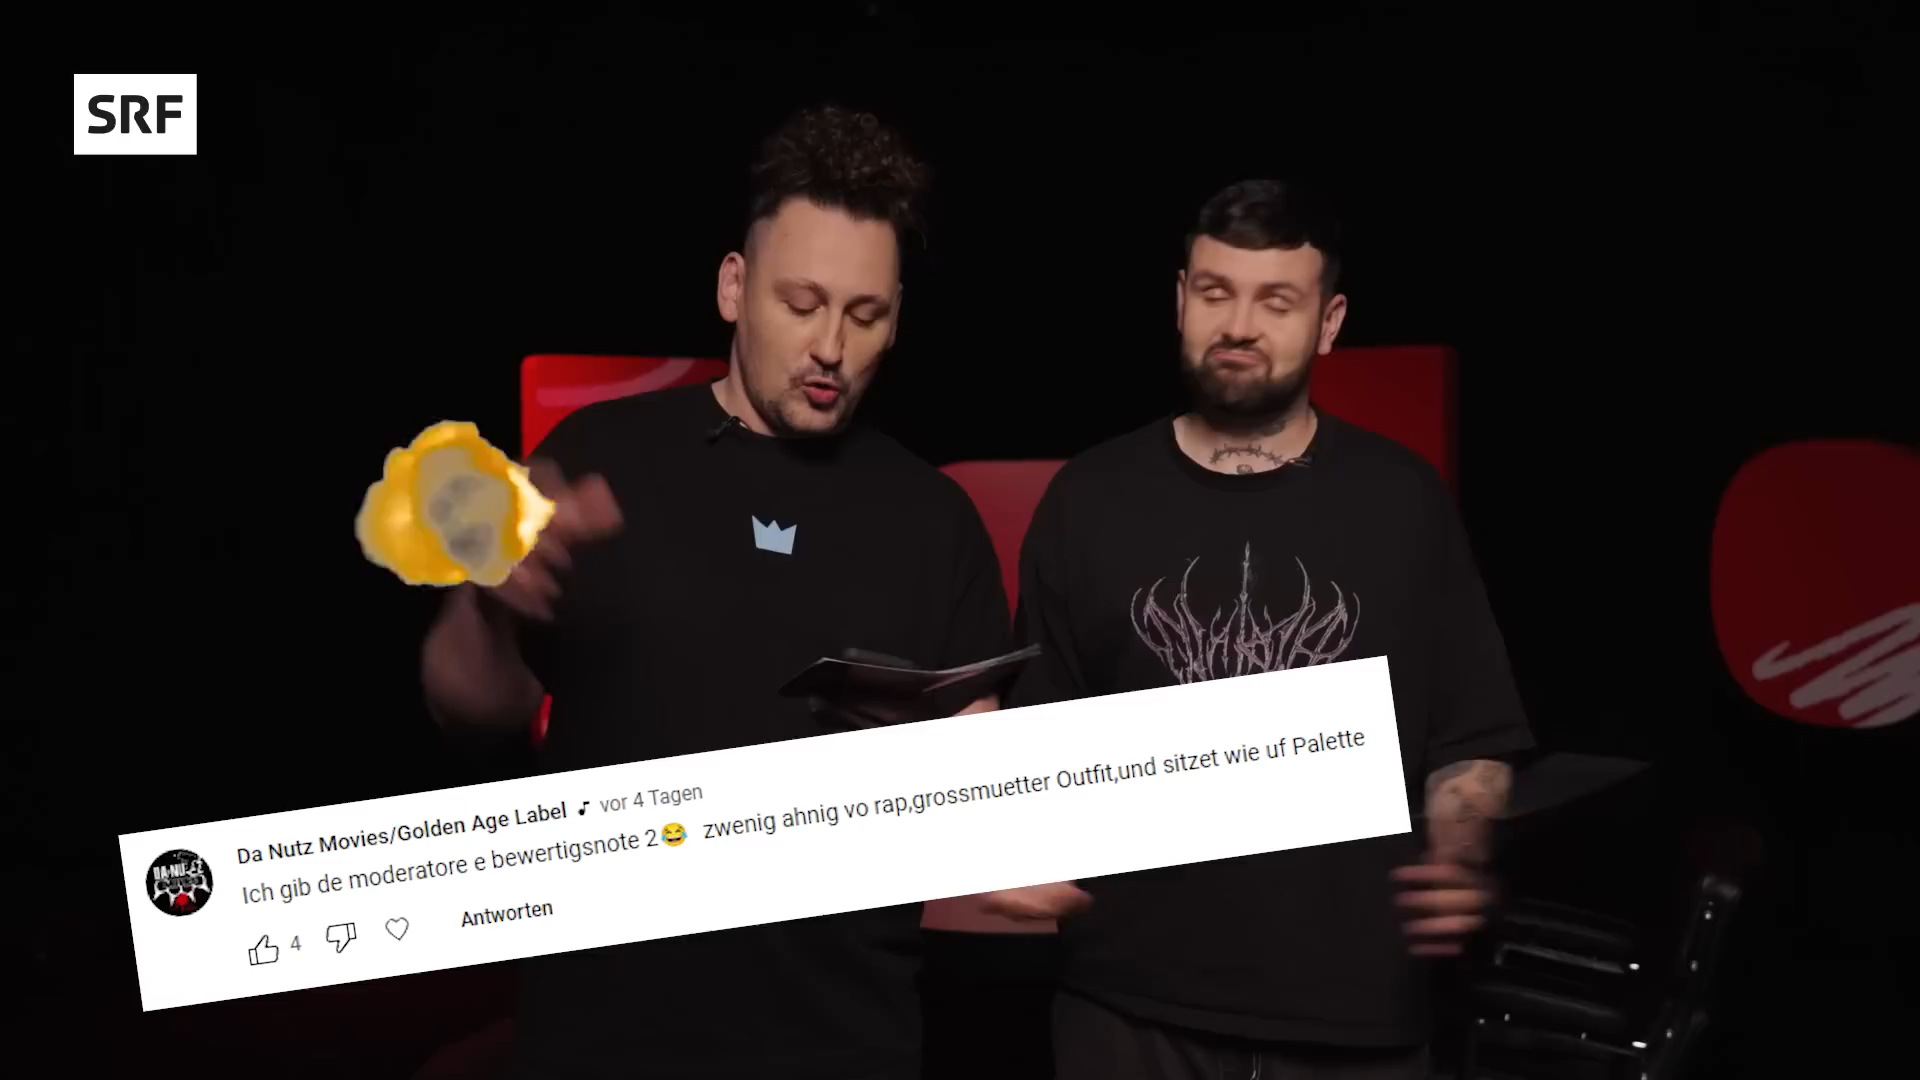 SRF
Da Nutz Movies/Golden Age Label vor 4 Tagen
Ich gib de moderatore e bewertigsnote 2😂 zwenig ahnig vo rap,grossmuetter Outfit,und sitzet wie uf Palette
4 Antworten